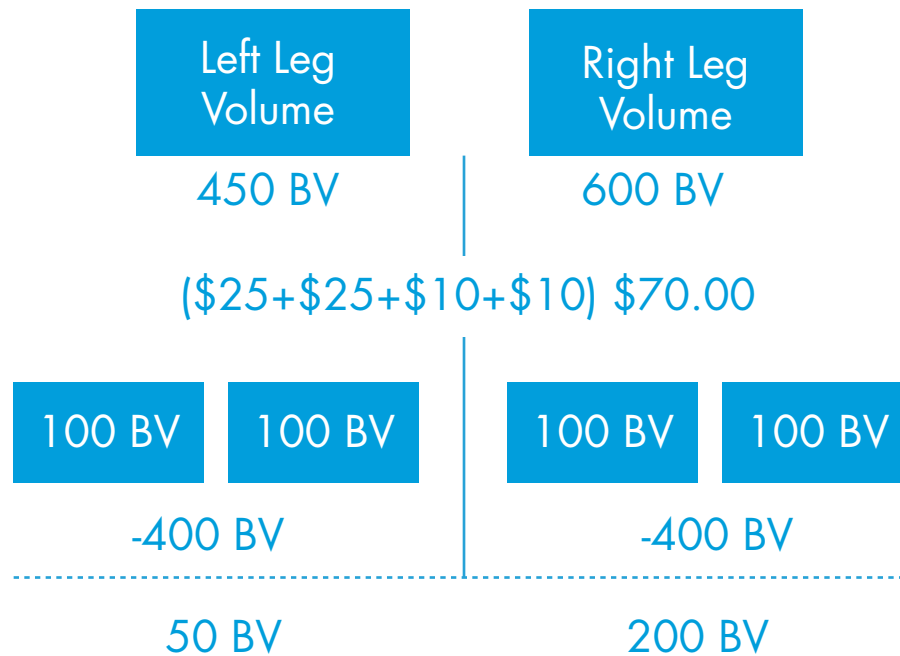 Left Leg
Volume
Right Leg
Volume
450 BV
600 BV
($25+$25+$10+$10) $70.00
100 BV
100 BV
100 BV
100 BV
-400 BV
-400 BV
50 BV
200 BV